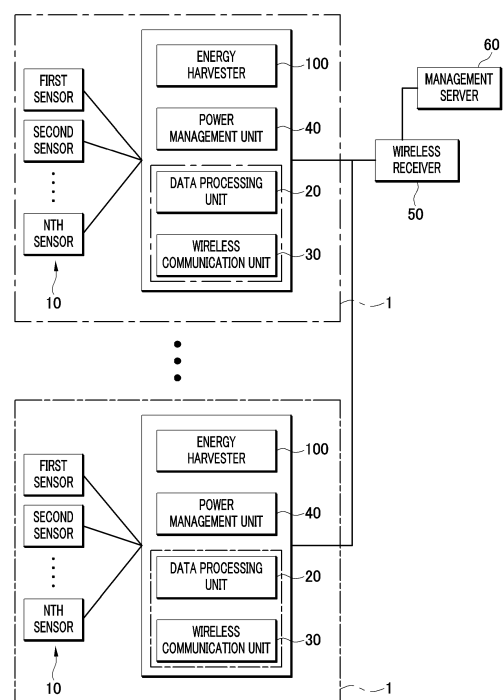 60
MANAGEMENT
SERVER
WIRELESS
RECEIVER
50
FIRST
SENSOR
SECOND
SENSOR
NTH
SENSOR
10
ENERGY
HARVESTER
100
POWER
MANAGEMENT UNIT
40
DATA PROCESSING
UNIT
20
WIRELESS
COMMUNICATION UNIT
30
1
FIRST
SENSOR
SECOND
SENSOR
NTH
SENSOR
10
ENERGY
HARVESTER
100
POWER
MANAGEMENT UNIT
40
DATA PROCESSING
UNIT
20
WIRELESS
COMMUNICATION UNIT
30
1